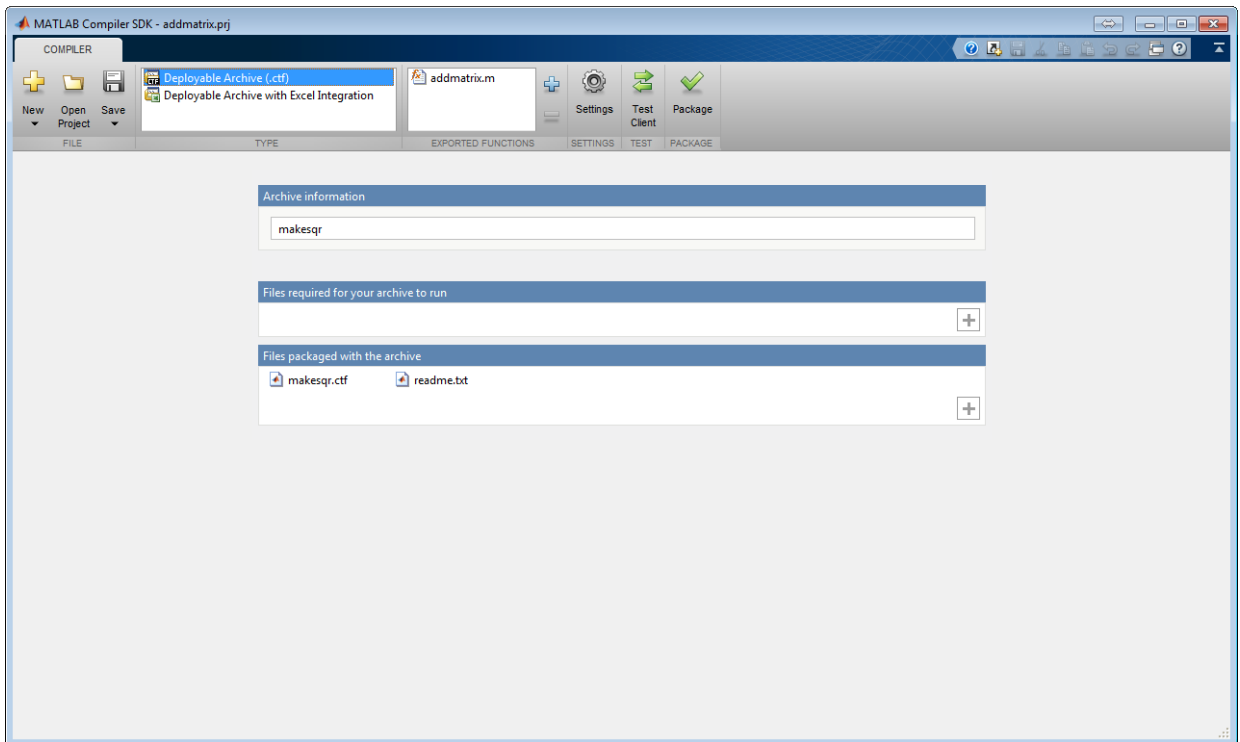 MATLAB Compiler SDK - addmatrix.prj
COMPILER
New
Open
Project
Save
FILE
Deployable Archive (.ctf)
Deployable Archive with Excel Integration
TYPE
addmatrix.m
EXPORTED FUNCTIONS
Settings
SETTINGS
Test
Client
TEST
Package
PACKAGE
Archive information
makesqr
Files required for your archive to run
Files packaged with the archive
makesqr.ctf readme.txt